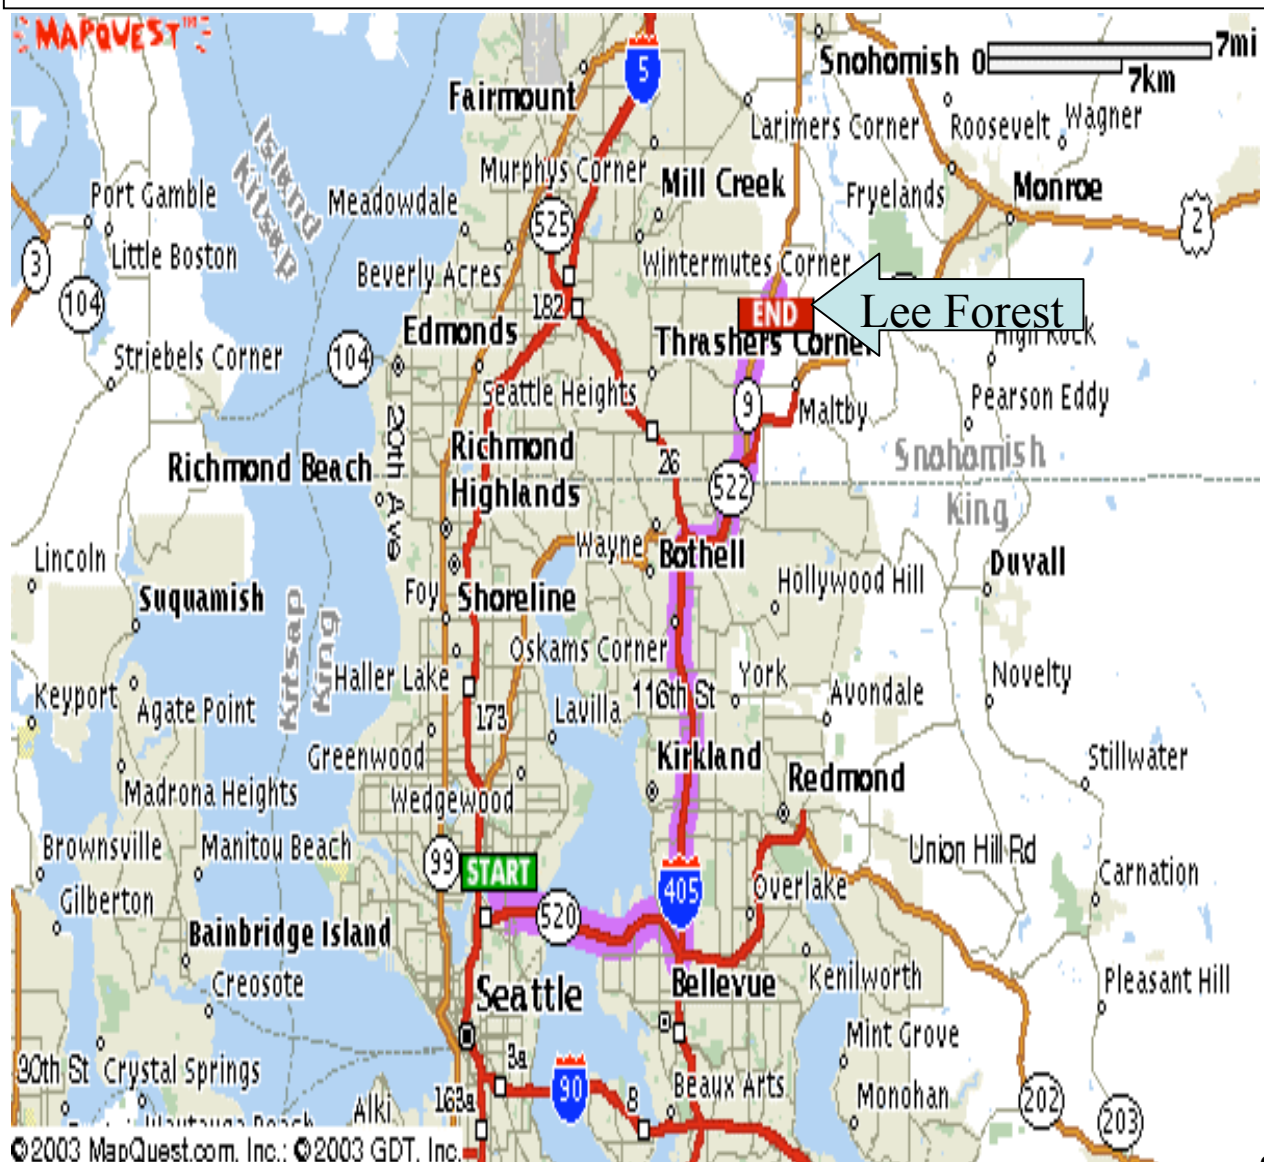 MAPQUEST™
5
Snohomish 0
7mi
7km
Fairmount
Larimers Corner
Roosevelt
Wagner
Island
Kitsap
Murphys Corner
Mill Creek
Fryelands
Monroe
Port Gamble
Meadowdale
525
2
Little Boston
3
Beverly Acres
Wintermutes Corner
104
182
END
Lee Forest
Edmonds
Thrashers Corner
High Rock
104
Striebels Corner
Seattle Heights
9
Maltby
Pearson Eddy
20th Ave
Richmond
Highlands
Richmond Beach
26
522
Snohomish
King
Lincoln
Wayne
Bothell
Duvall
Suquamish
Foy
Shoreline
Hollywood Hill
Kitsap
King
Oskams Corner
Haller Lake
Keyport
Agate Point
173
Lavilla
116th St
York
Avondale
Novelty
Greenwood
Kirkland
Redmond
Stillwater
Madrona Heights
Wedgewood
Brownsville
Manitou Beach
99
START
Union Hill Rd
Carnation
405
Overlake
Gilberton
520
Bainbridge Island
Creosote
Seattle
Bellevue
Kenilworth
Pleasant Hill
Mint Grove
3a
90th St
Crystal Springs
90
Beaux Arts
163a
8
Monohan
202
203
Alki
©2003 MapQuest.com, Inc.; ©2003 GDT, Inc.